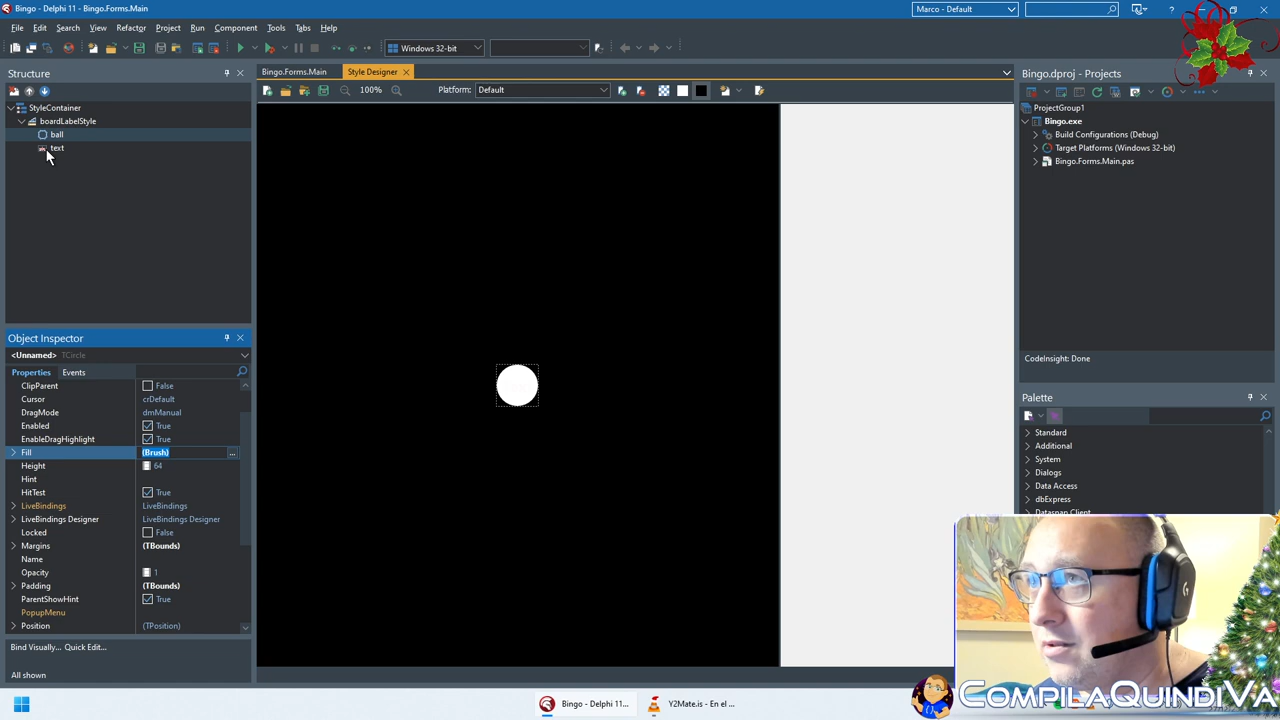 Bingo - Delphi 11 - Bingo.Forms.Main
Marco - Default
File Edit Search View Refactor Project Run Component Tools Tabs Help
Windows 32-bit
Structure
StyleContainer
boardLabelStyle
ball
text
Bingo.Forms.Main
Style Designer
100%
Platform:
Default
Object Inspector
<Unnamed> TCircle
Properties Events
ClipParent False
Cursor crDefault
DragMode dmManual
Enabled True
EnableDragHighlight True
Fill (Brush)
Height 64
Hint
HitTest True
LiveBindings LiveBindings
LiveBindings Designer LiveBindings Designer
Locked False
Margins (TBounds)
Name
Opacity 1
Padding (TBounds)
ParentShowHint True
PopupMenu
Position (TPosition)
Bind Visually... Quick Edit...
All shown
Bingo.dproj - Projects
ProjectGroup1
Bingo.exe
Build Configurations (Debug)
Target Platforms (Windows 32-bit)
Bingo.Forms.Main.pas
CodeInsight: Done
Palette
Standard
Additional
System
Dialogs
Data Access
dbExpress
Datasnap Client
CompilaQuindiVa
Bingo - Delphi 11...
Y2Mate.is - En el ...